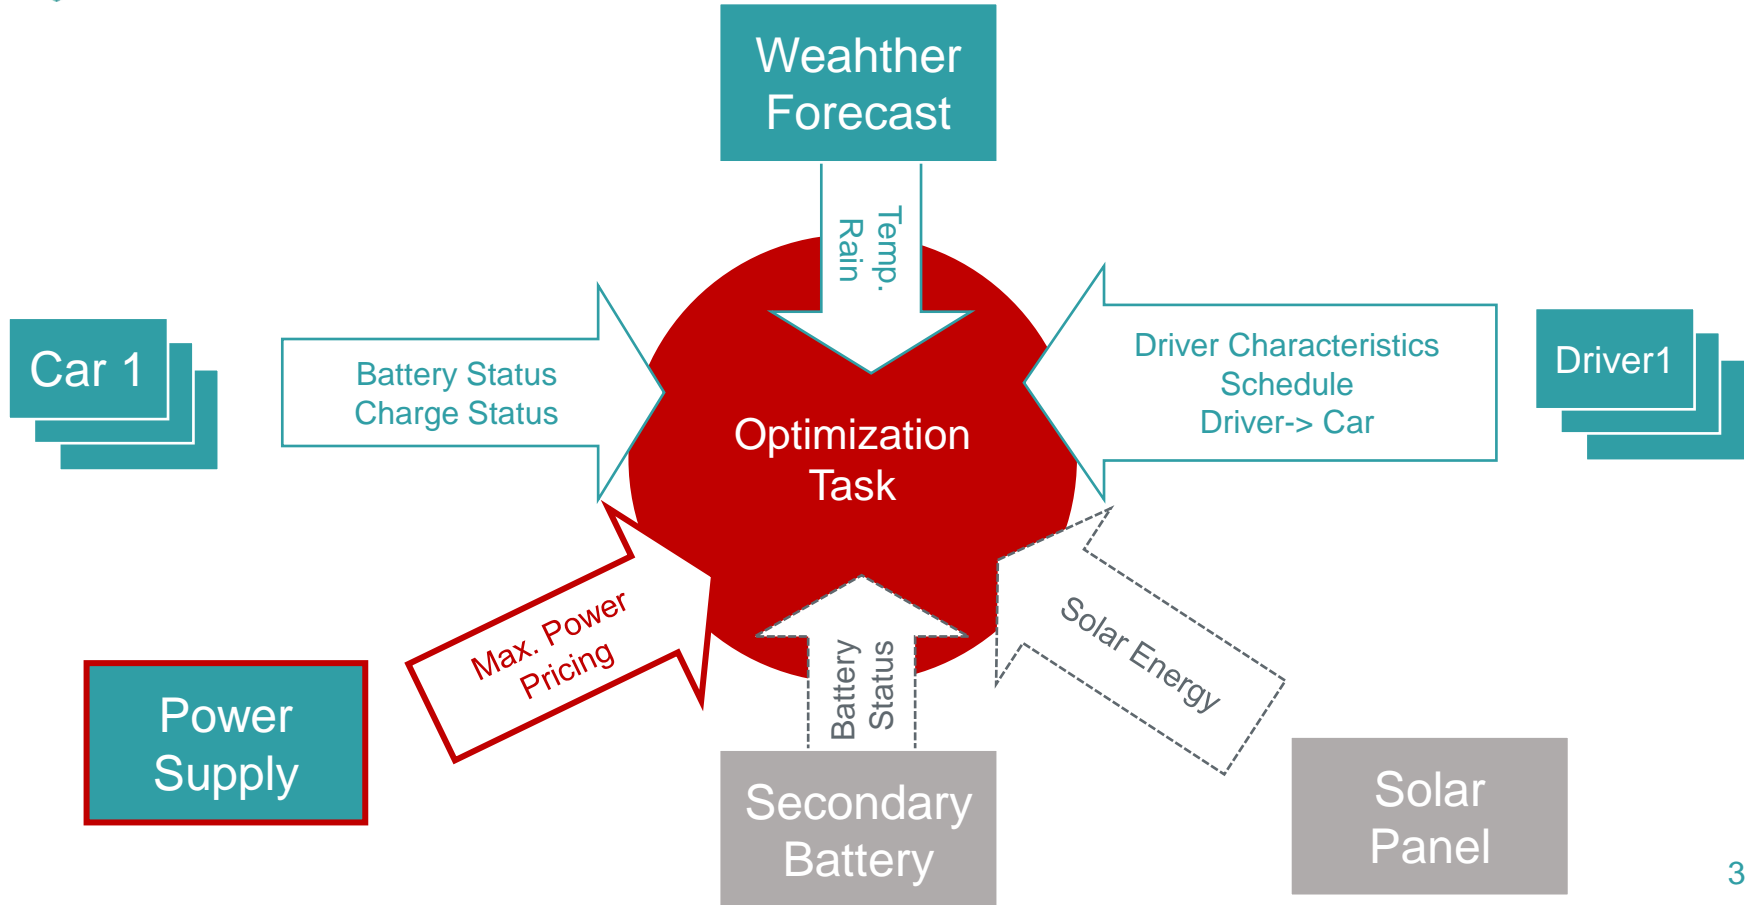 Weahther
Forecast
Temp.
Rain
Car 1
Battery Status
Charge Status
Driver Characteristics
Schedule
Driver-> Car
Driver1
Optimization
Task
Max. Power
Pricing
Battery
Status
Solar Energy
Power
Supply
Secondary
Battery
Solar
Panel
3